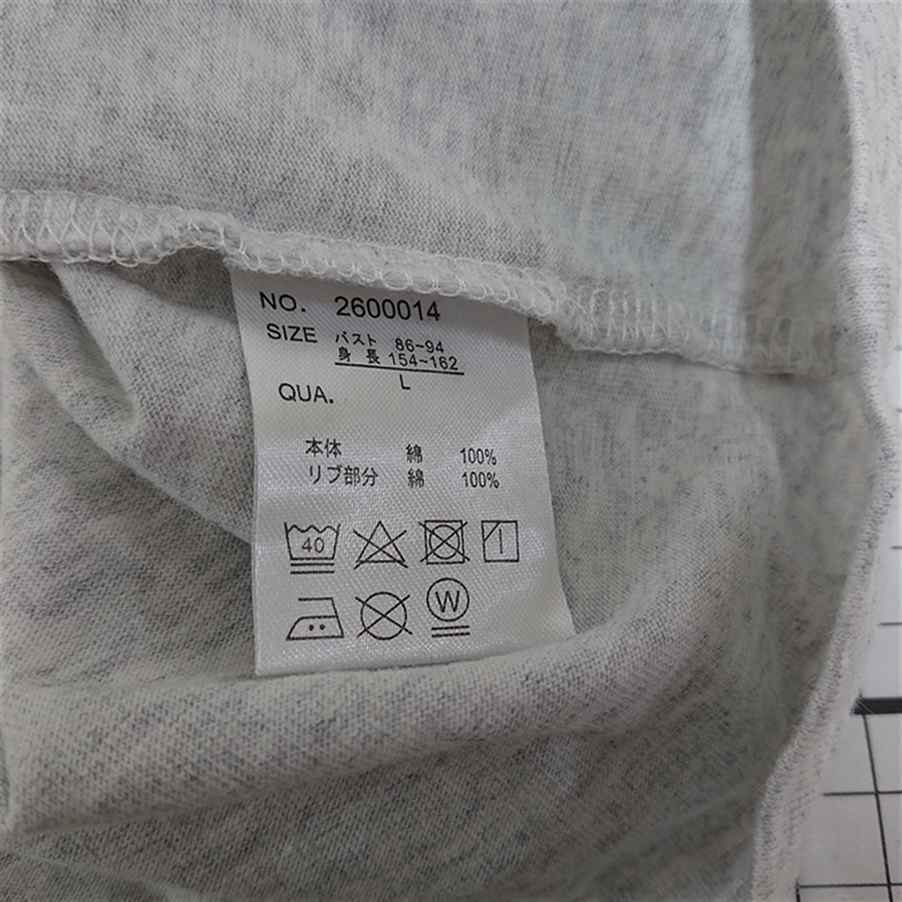 NO. 2600014
SIZE バスト 86-94
身長 154-162
L
QUA.
本体 綿 100%
リブ部分 綿 100%
40
W